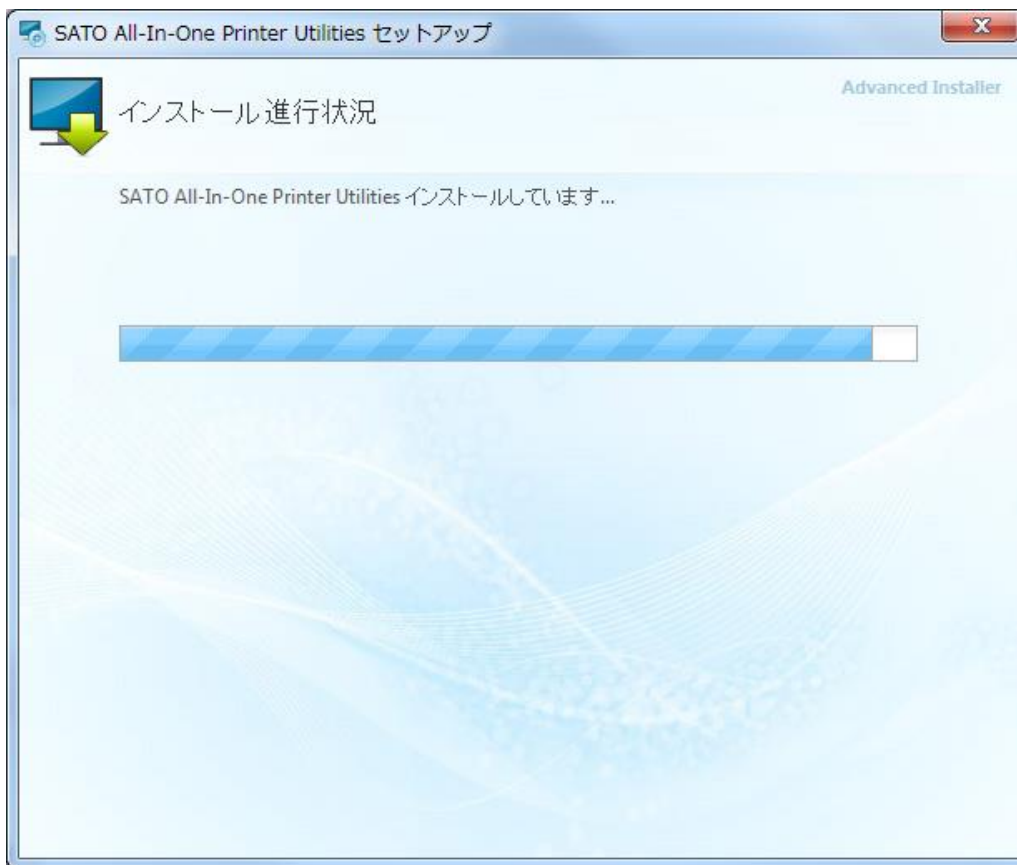 SATO All-In-One Printer Utilities セットアップ
Advanced Installer
インストール進行状況
SATO All-In-One Printer Utilities インストールしています...